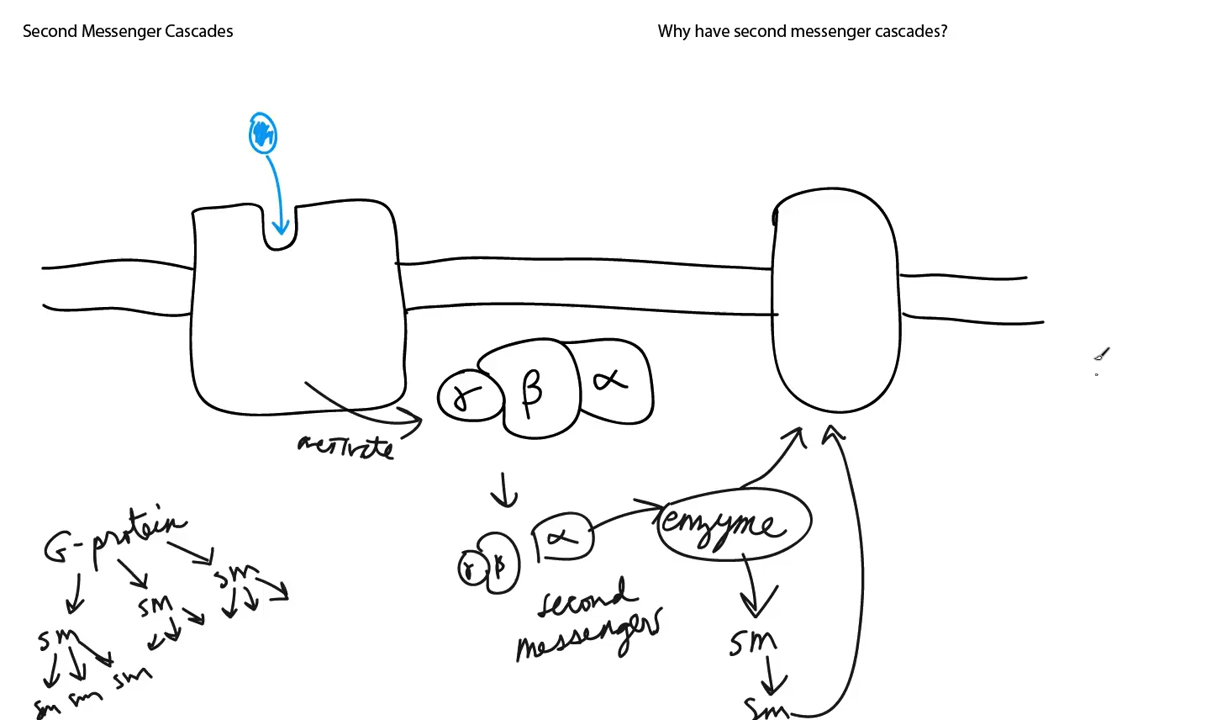 Second Messenger Cascades
Why have second messenger cascades?
γ β α
activate
G-protein
sm
sm
sm
sm sm sm
γ β α
enzyme
second
messengers
sm
sm